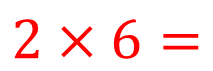 2 × 6 =